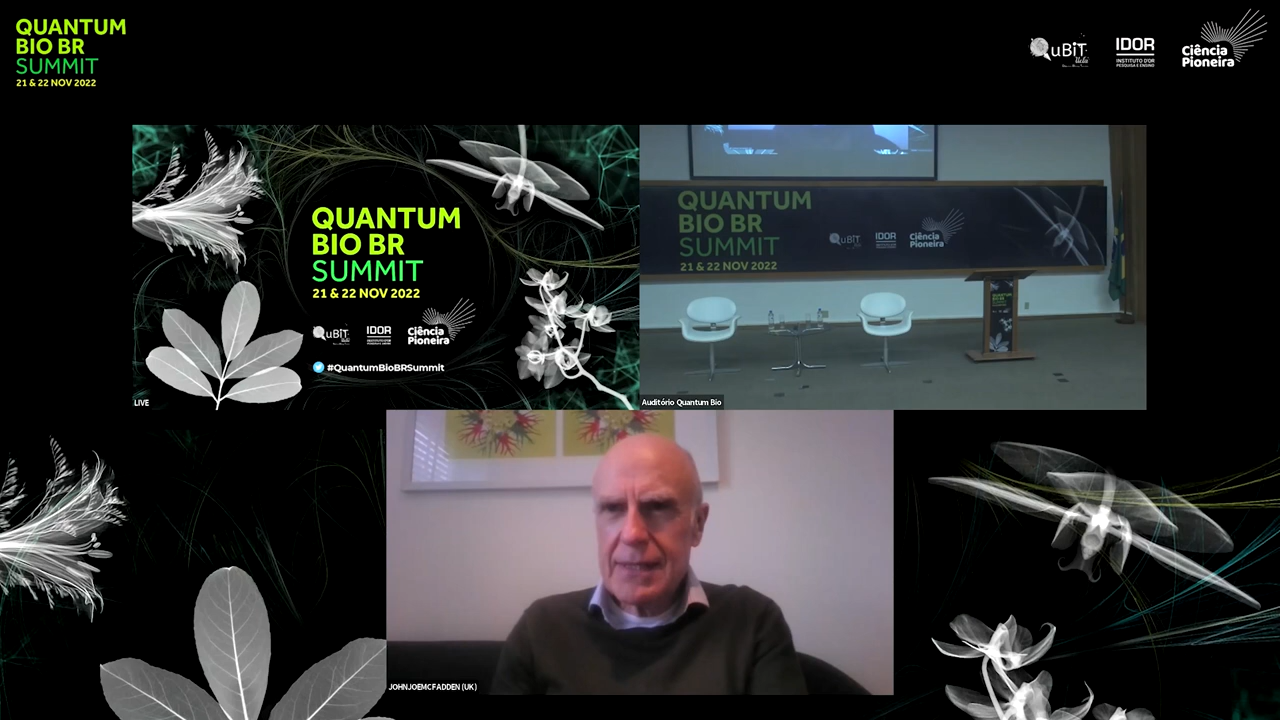 QUANTUM
BIO BR
SUMMIT
21 & 22 NOV 2022
QuBiT
IDOR
INSTITUTO D'OR
PESQUISA E ENSINO
Ciência
Pioneira
QUANTUM
BIO BR
SUMMIT
21 & 22 NOV 2022
QuBiT
IDOR
Ciência
Pioneira
#QuantumBioBRSummit
LIVE
QUANTUM
BIO BR
SUMMIT
21 & 22 NOV 2022
QuBiT
IDOR
Ciência
Pioneira
Auditório Quantum Bio
JOHNJOEMCFADDEN (UK)